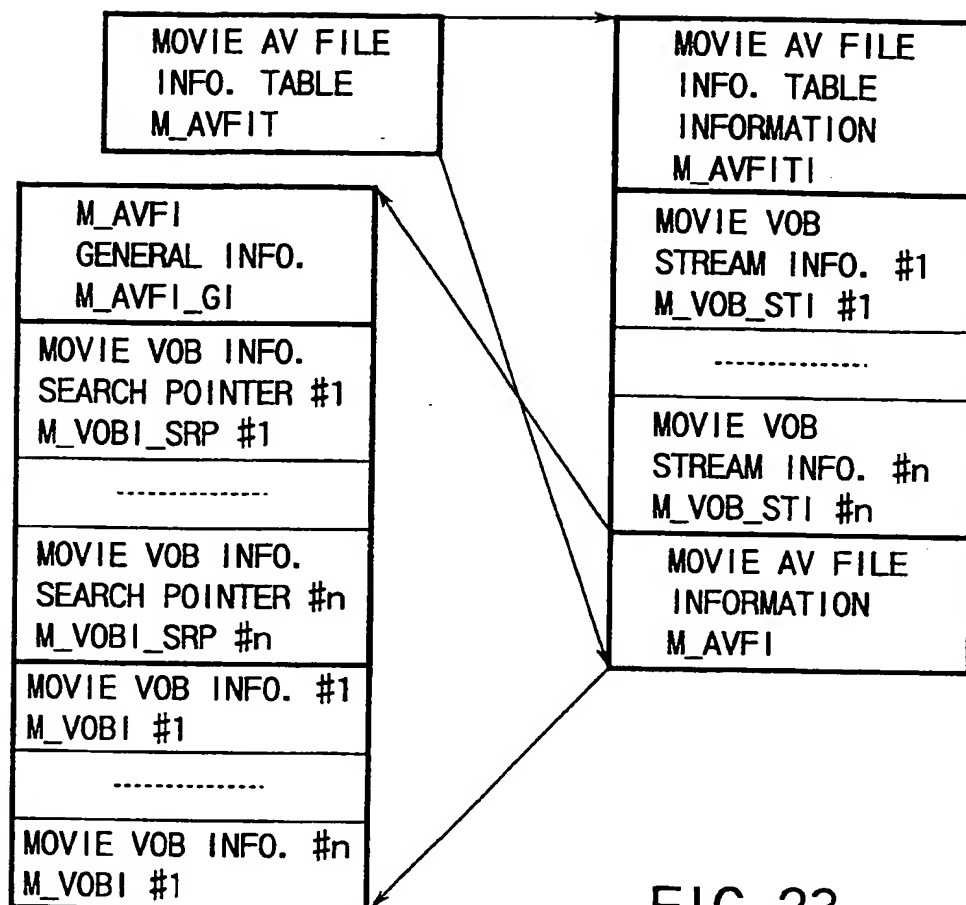 MOVIE AV FILE
INFO. TABLE
M_AVFIT
MOVIE AV FILE
INFO. TABLE
INFORMATION
M_AVFITI
MOVIE VOB
STREAM INFO. #1
M_VOB_STI #1
MOVIE VOB
STREAM INFO. #n
M_VOB_STI #n
MOVIE AV FILE
INFORMATION
M_AVFI
M_AVFI
GENERAL INFO.
M_AVFI_GI
MOVIE VOB INFO.
SEARCH POINTER #1
M_VOBI_SRP #1
MOVIE VOB INFO.
SEARCH POINTER #n
M_VOBI_SRP #n
MOVIE VOB INFO. #1
M_VOBI #1
MOVIE VOB INFO. #n
M_VOBI #1